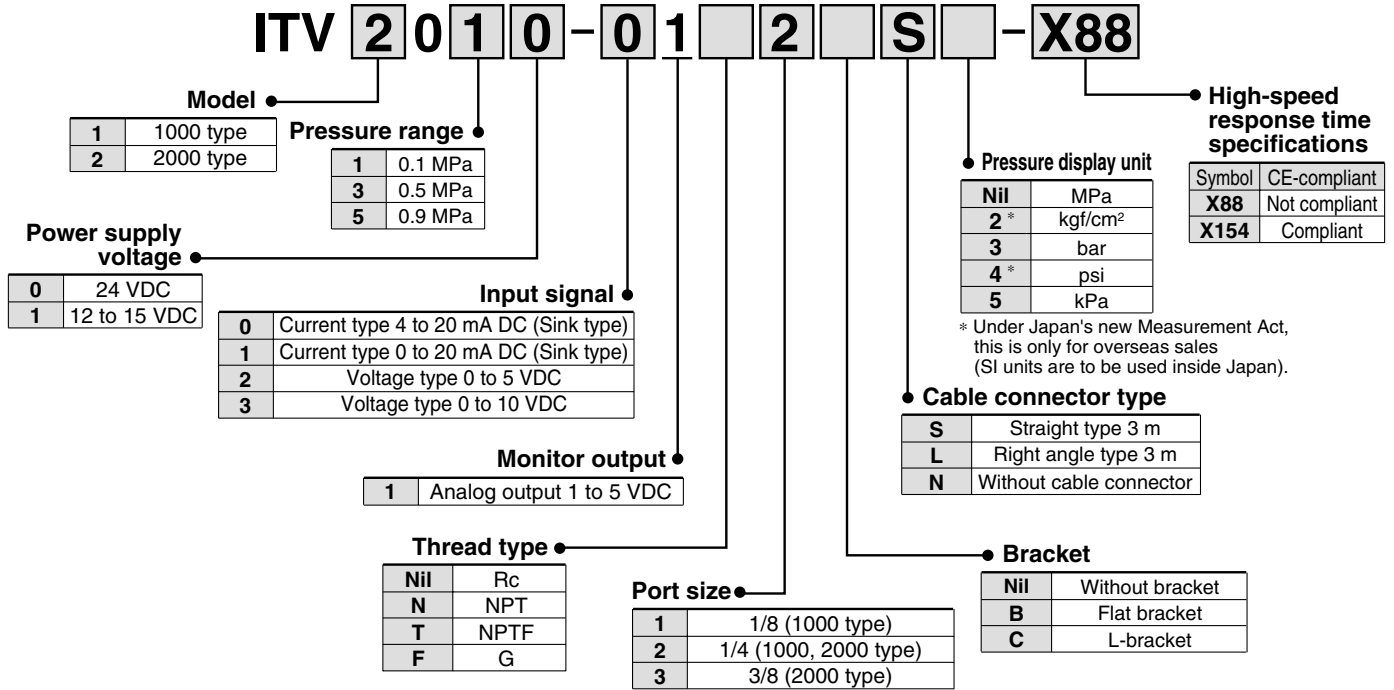 ITV 2 0 1 0 - 0 1 2 S - X88
Model
1 1000 type
2 2000 type
Pressure range
1 0.1 MPa
3 0.5 MPa
5 0.9 MPa
Power supply
voltage
0 24 VDC
1 12 to 15 VDC
Input signal
0 Current type 4 to 20 mA DC (Sink type)
1 Current type 0 to 20 mA DC (Sink type)
2 Voltage type 0 to 5 VDC
3 Voltage type 0 to 10 VDC
Monitor output
1 Analog output 1 to 5 VDC
Thread type
Nil Rc
N NPT
T NPTF
F G
Port size
1 1/8 (1000 type)
2 1/4 (1000, 2000 type)
3 3/8 (2000 type)
Bracket
Nil Without bracket
B Flat bracket
C L-bracket
Cable connector type
S Straight type 3 m
L Right angle type 3 m
N Without cable connector
Pressure display unit
Nil MPa
2 * kgf/cm²
3 bar
4 * psi
5 kPa
* Under Japan's new Measurement Act,
this is only for overseas sales
(SI units are to be used inside Japan).
High-speed
response time
specifications
Symbol CE-compliant
X88 Not compliant
X154 Compliant